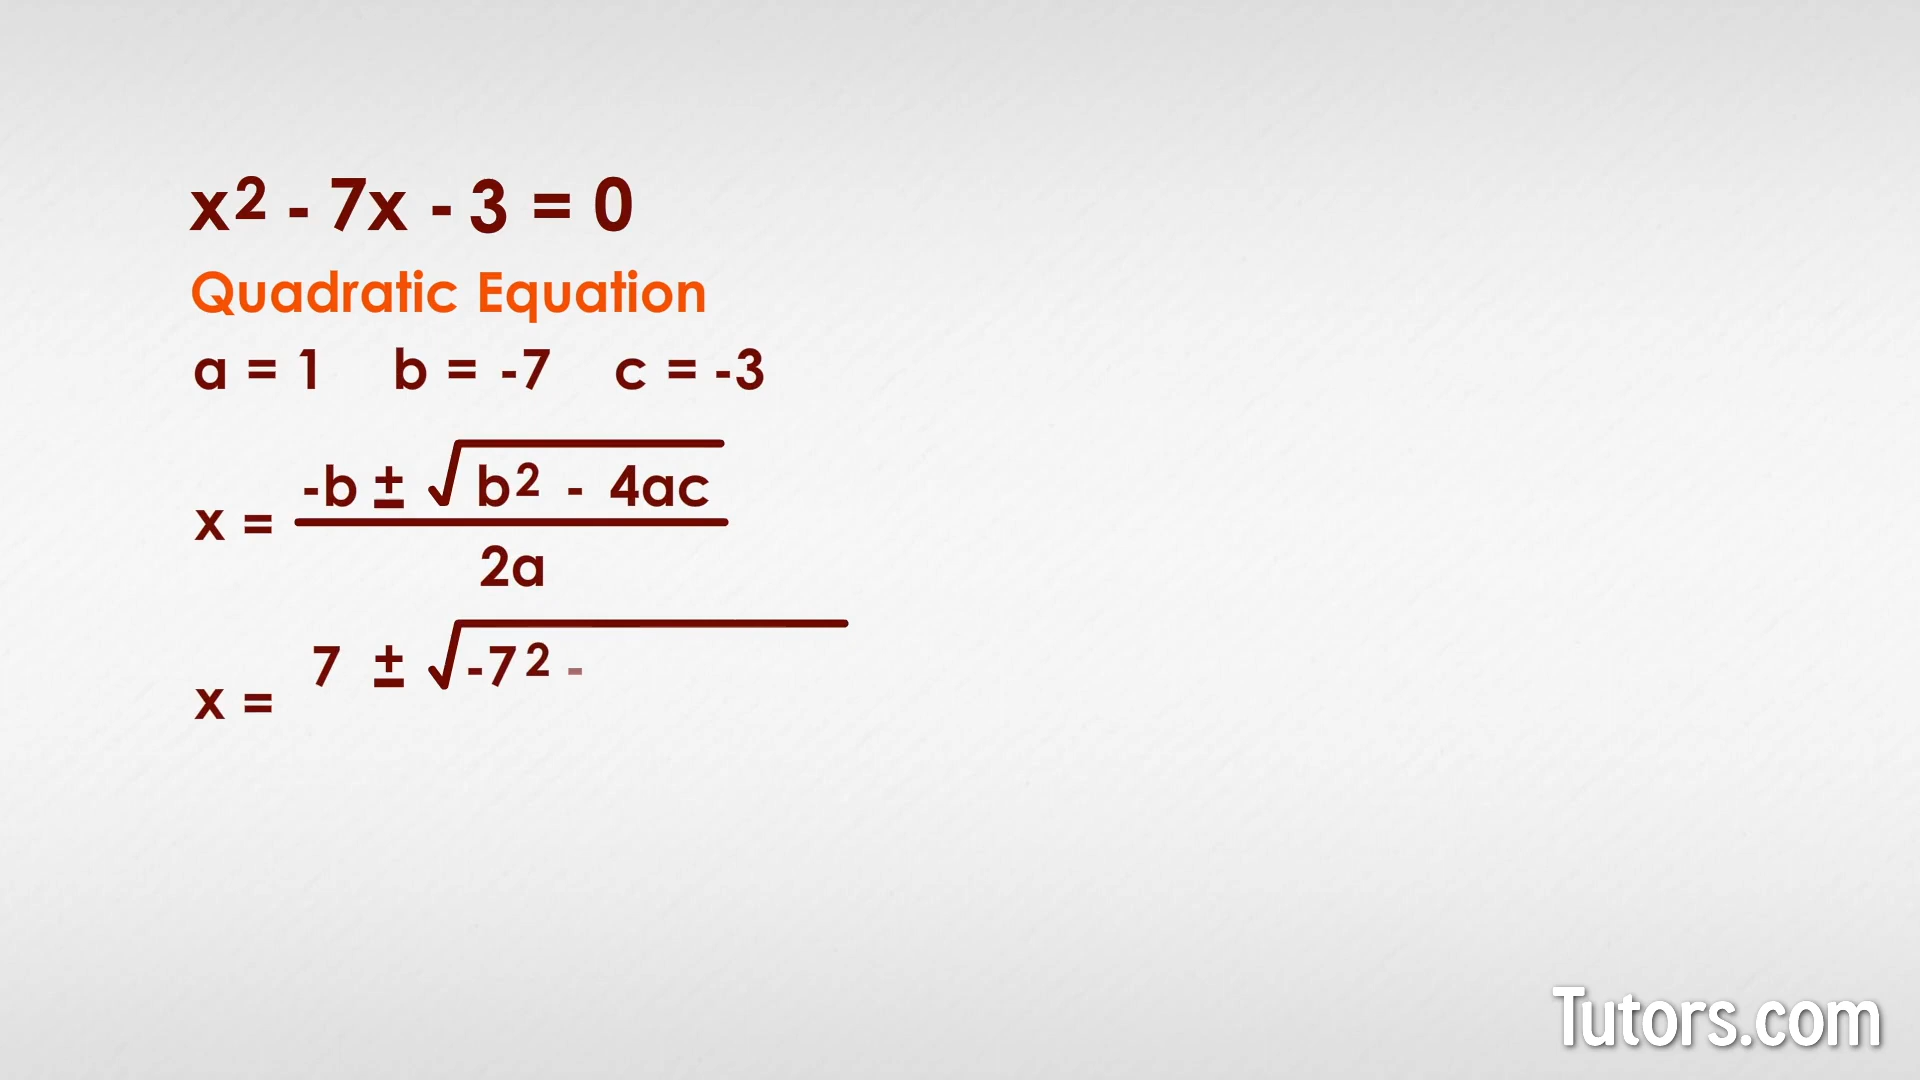 x² - 7x - 3 = 0
Quadratic Equation
a = 1 b = -7 c = -3
x = -b ± √b² - 4ac
2a
x = 7 ± √-7² -
Tutors.com